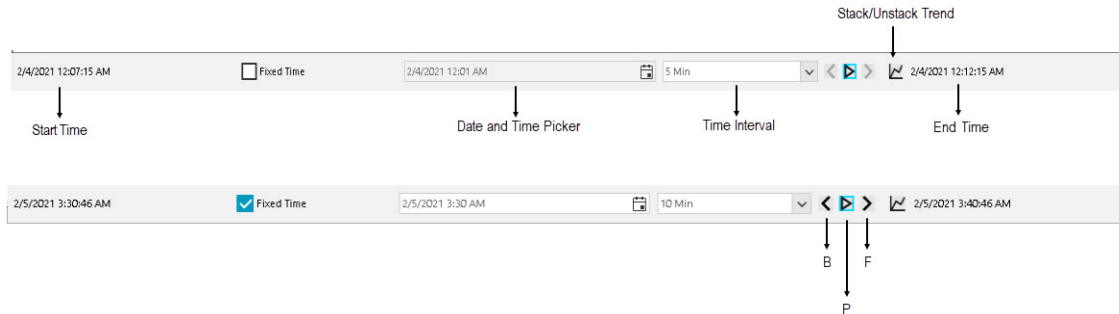 Stack/Unstack Trend
2/4/2021 12:07:15 AM Fixed Time 2/4/2021 12:01 AM 5 Min 2/4/2021 12:12:15 AM
Start Time Date and Time Picker Time Interval End Time
2/5/2021 3:30:46 AM Fixed Time 2/5/2021 3:30 AM 10 Min 2/5/2021 3:40:46 AM
B F
P